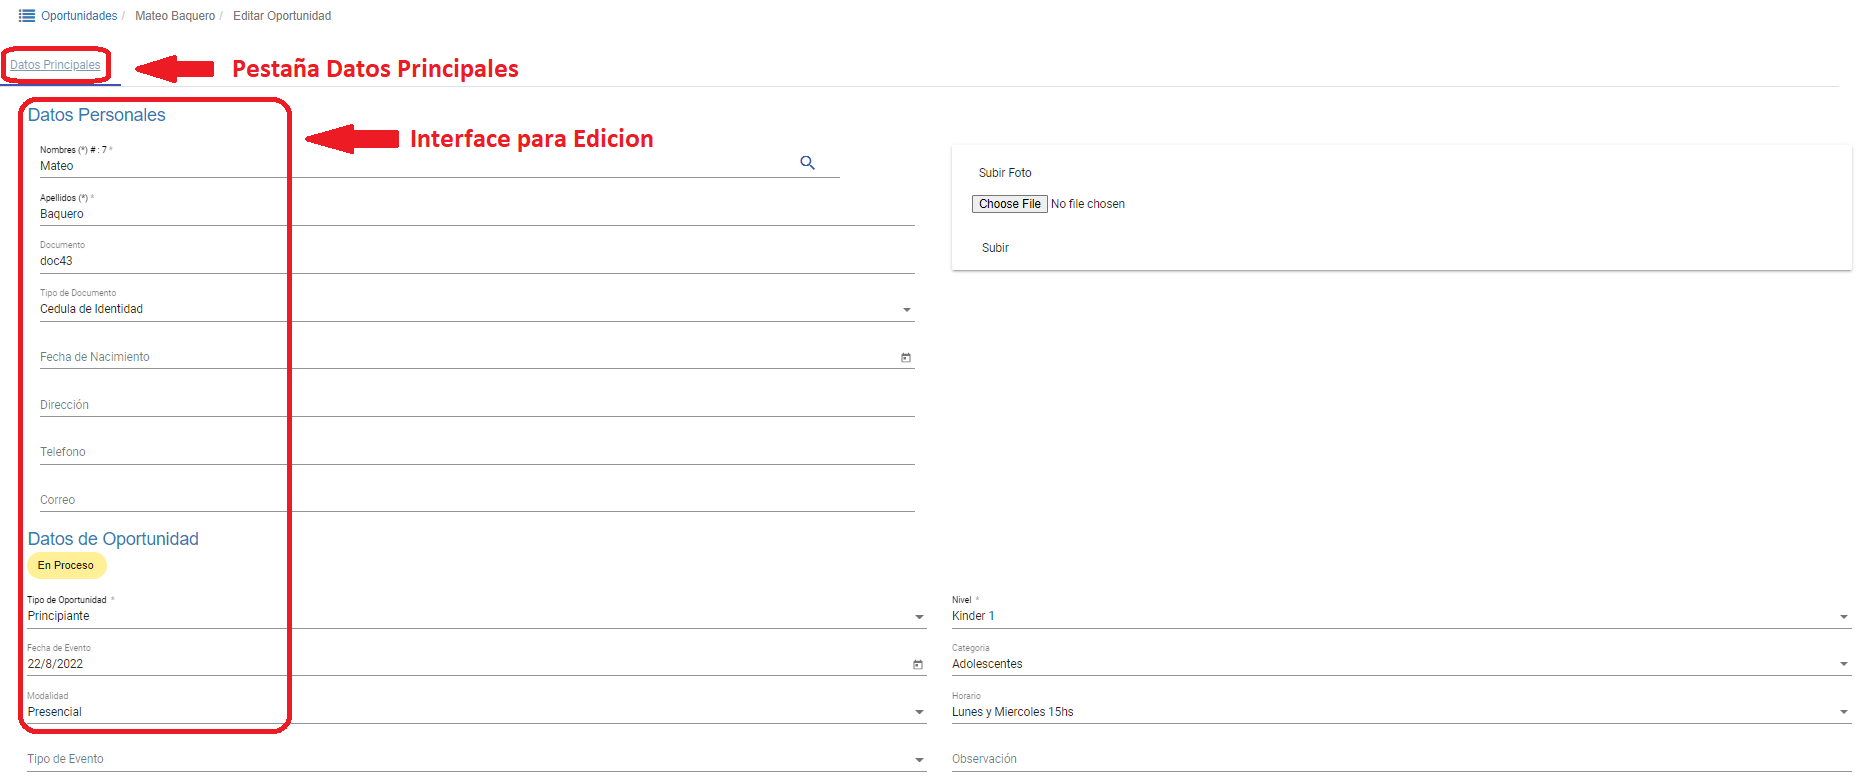 Oportunidades / Mateo Baquero / Editar Oportunidad
Datos Principales
Pestaña Datos Principales
Datos Personales
Interface para Edicion
Nombres (*) # : 7 *
Mateo
Apellidos (*) *
Baquero
Documento
doc43
Tipo de Documento
Cedula de Identidad
Fecha de Nacimiento
Dirección
Telefono
Correo
Subir Foto
Choose File No file chosen
Subir
Datos de Oportunidad
En Proceso
Tipo de Oportunidad *
Principiante
Nivel *
Kinder 1
Fecha de Evento
22/8/2022
Categoria
Adolescentes
Modalidad
Presencial
Horario
Lunes y Miercoles 15hs
Tipo de Evento
Observación